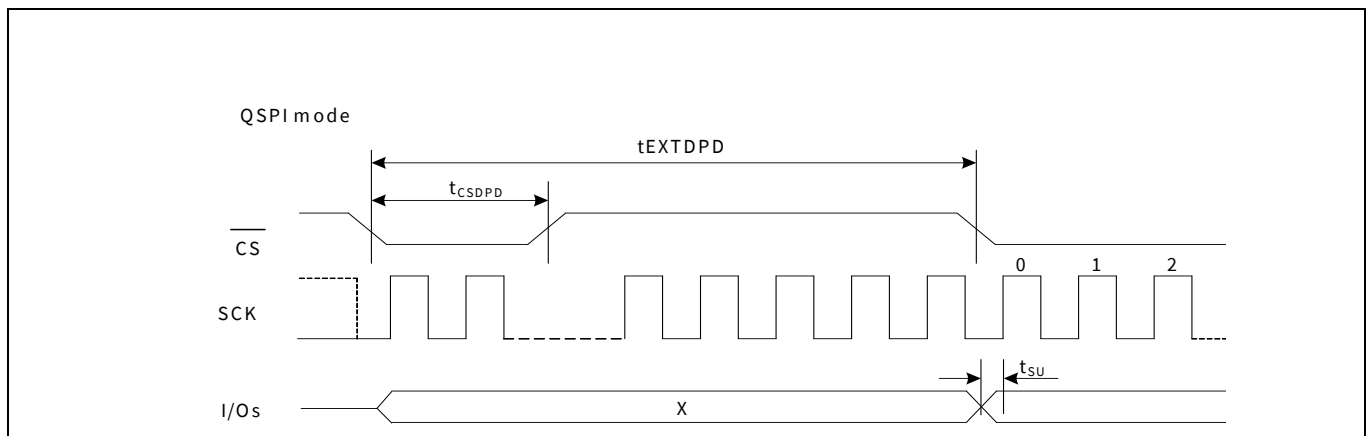 QSPI mode
tEXTDPD
tCSDPD
CS
0 1 2
SCK
tSU
I/Os X